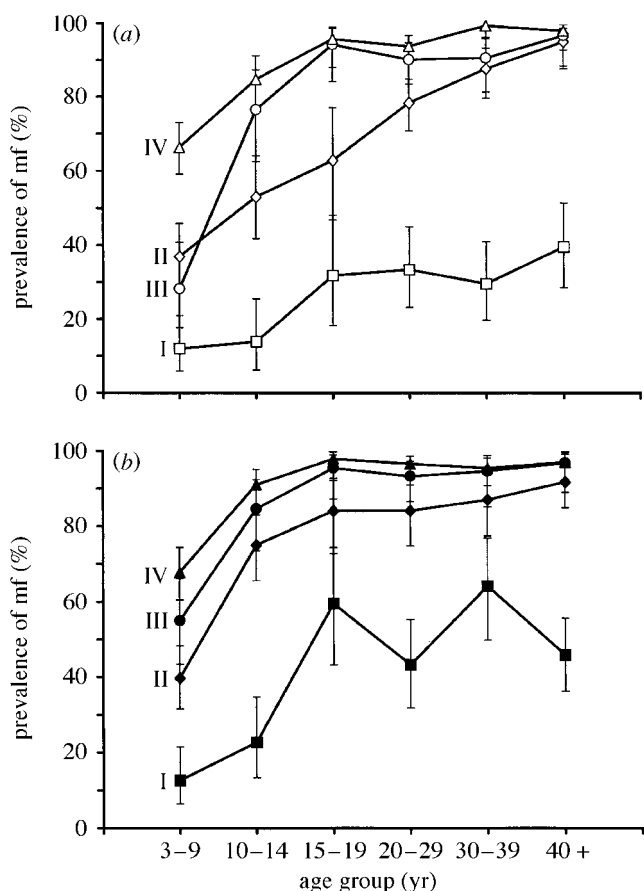 (a)
prevalence of mf (%)
100
80
60
40
20
0
IV
II
III
I
(b)
prevalence of mf (%)
100
80
60
40
20
0
IV
III
II
I
3–9 10–14 15–19 20–29 30–39 40 +
age group (yr)